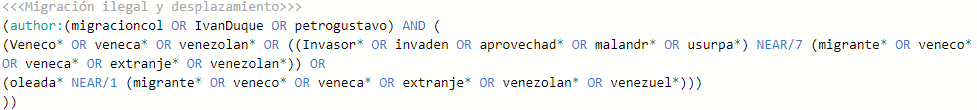 <<<Migración ilegal y desplazamiento>>>
(author:(migracioncol OR IvanDuque OR petrogustavo) AND (
(Veneco* OR veneca* OR venezolan* OR ((Invasor* OR invaden OR aprovechad* OR malandr* OR usurpa*) NEAR/7 (migrante* OR veneco*
OR veneca* OR extranje* OR venezolan*)) OR
(oleada* NEAR/1 (migrante* OR veneco* OR veneca* OR extranje* OR venezolan* OR venezuel*)))
))